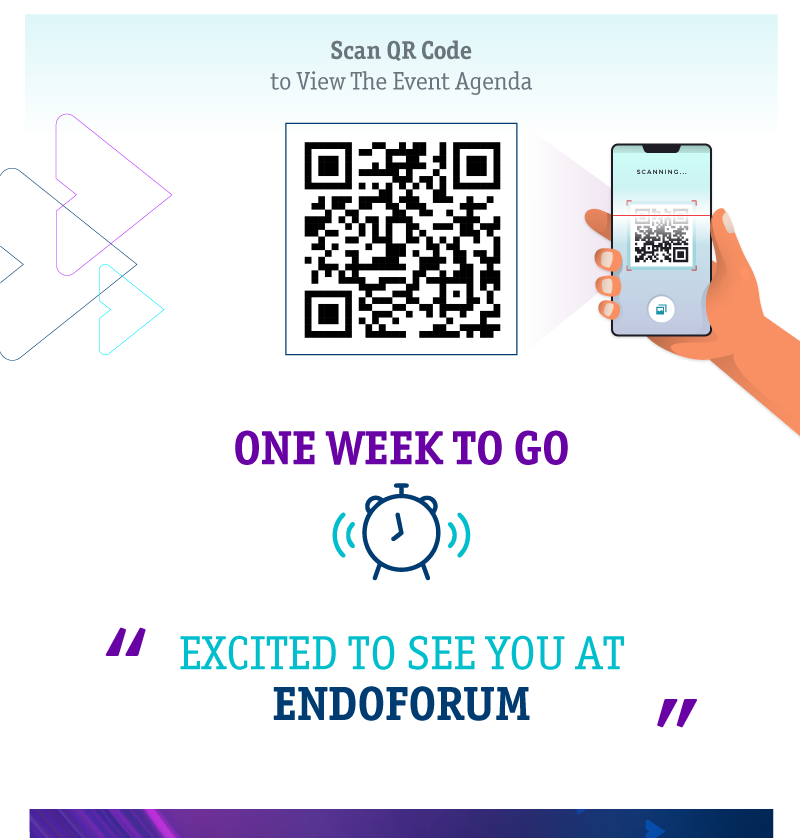 Scan QR Code
to View The Event Agenda
SCANNING...
ONE WEEK TO GO
“ EXCITED TO SEE YOU AT
ENDOFORUM ”